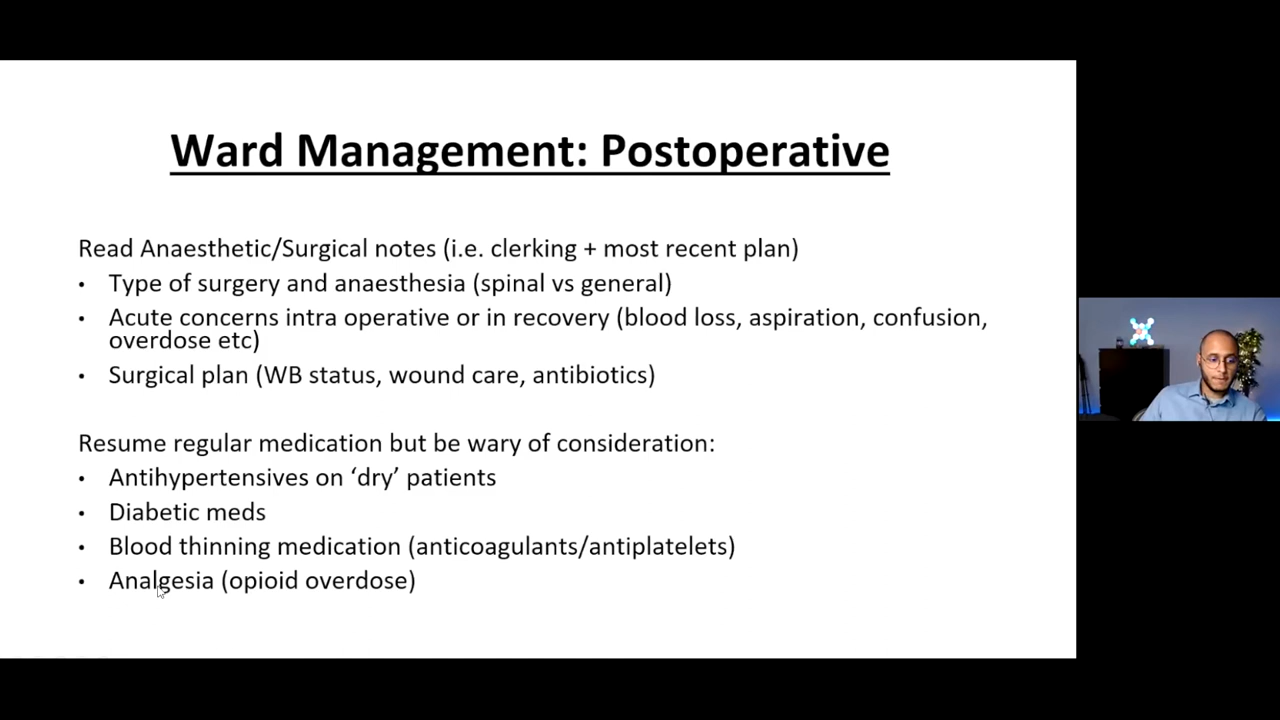 Ward Management: Postoperative
Read Anaesthetic/Surgical notes (i.e. clerking + most recent plan)
• Type of surgery and anaesthesia (spinal vs general)
• Acute concerns intra operative or in recovery (blood loss, aspiration, confusion,
overdose etc)
• Surgical plan (WB status, wound care, antibiotics)
Resume regular medication but be wary of consideration:
• Antihypertensives on ‘dry’ patients
• Diabetic meds
• Blood thinning medication (anticoagulants/antiplatelets)
• Analgesia (opioid overdose)